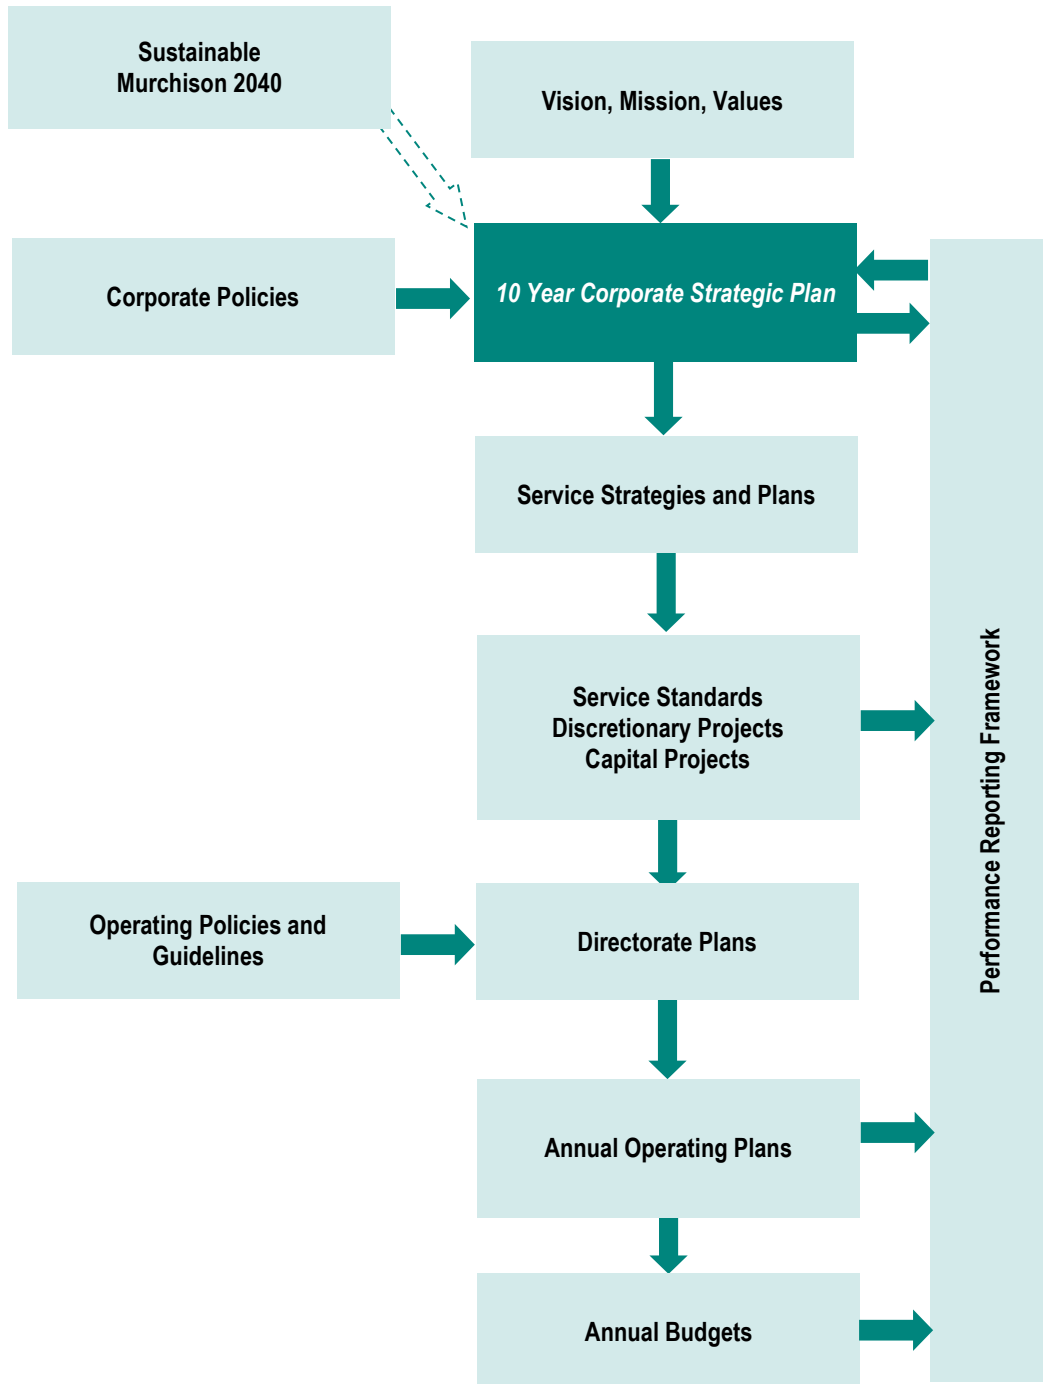 Sustainable
Murchison 2040
Vision, Mission, Values
Corporate Policies
10 Year Corporate Strategic Plan
Service Strategies and Plans
Service Standards
Discretionary Projects
Capital Projects
Performance Reporting Framework
Operating Policies and
Guidelines
Directorate Plans
Annual Operating Plans
Annual Budgets